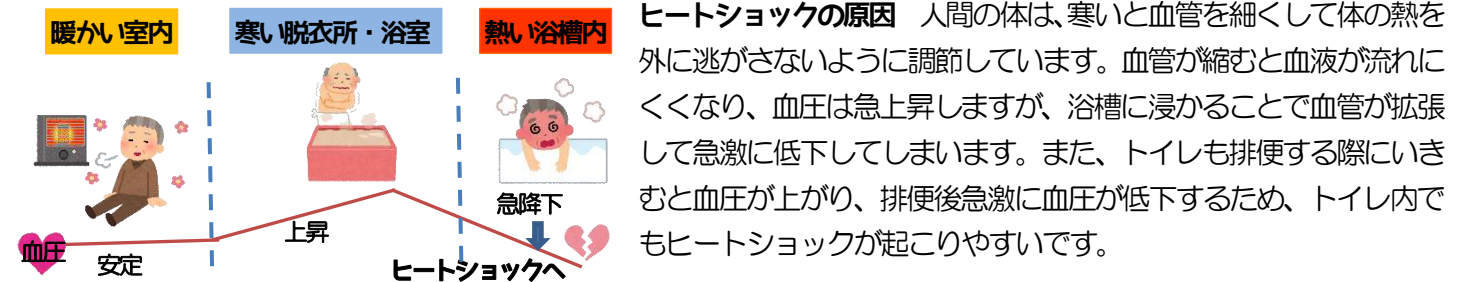 暖かい室内
寒い脱衣所・浴室
熱い浴槽内
急降下
血圧
安定
上昇
ヒートショックへ
ヒートショックの原因　人間の体は、寒いと血管を細くして体の熱を
外に逃がさないように調節しています。血管が縮むと血液が流れに
くくなり、血圧は急上昇しますが、浴槽に浸かることで血管が拡張
して急激に低下してしまいます。また、トイレも排便する際にいき
むと血圧が上がり、排便後急激に血圧が低下するため、トイレ内で
もヒートショックが起こりやすいです。